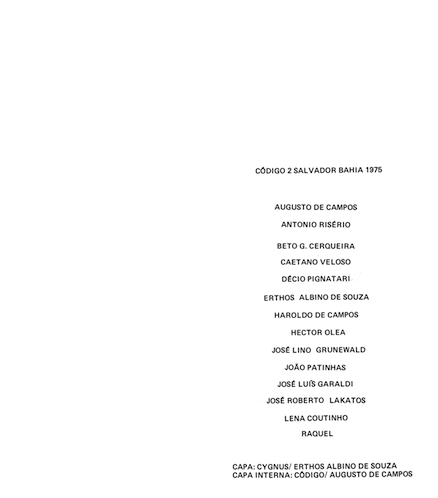 CÓDIGO 2 SALVADOR BAHIA 1975
AUGUSTO DE CAMPOS
ANTONIO RISÉRIO
BETO G. CERQUEIRA
CAETANO VELOSO
DÉCIO PIGNATARI
ERTHOS ALBINO DE SOUZA
HAROLDO DE CAMPOS
HECTOR OLEA
JOSÉ LINO GRUNEWALD
JOÃO PATINHAS
JOSÉ LUÍS GARALDI
JOSÉ ROBERTO LAKATOS
LENA COUTINHO
RAQUEL
CAPA: CYGNUS/ ERTHOS ALBINO DE SOUZA
CAPA INTERNA: CÓDIGO/ AUGUSTO DE CAMPOS